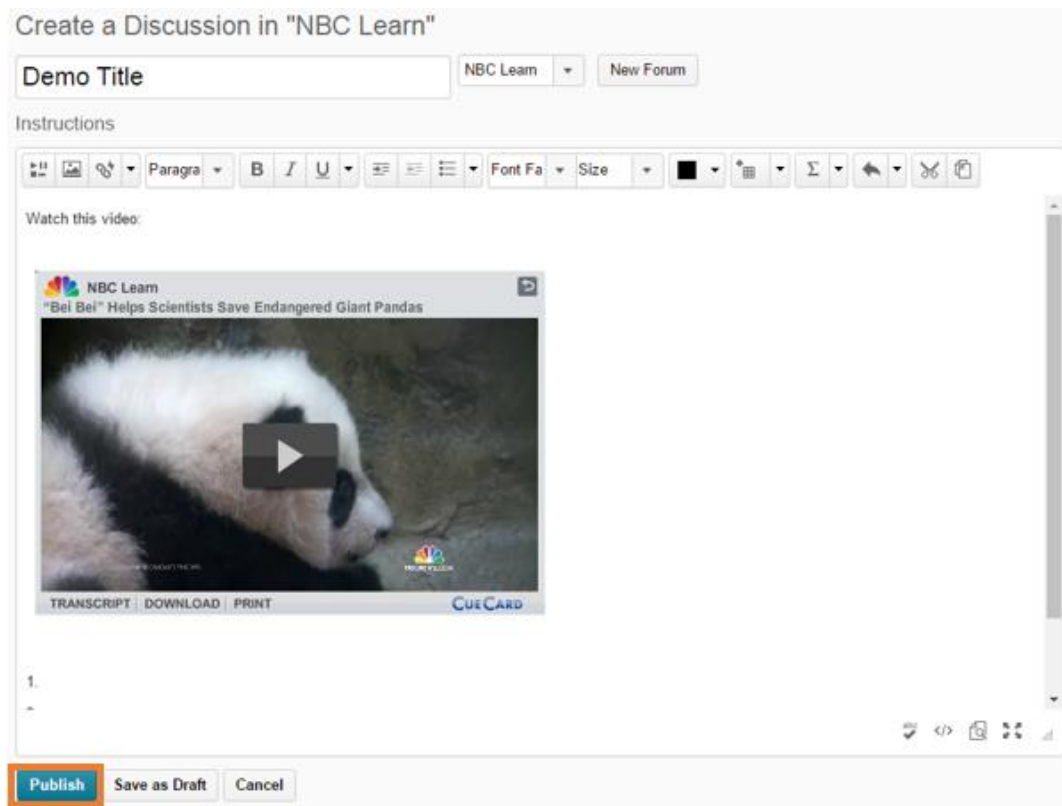 Create a Discussion in "NBC Learn"
Demo Title
NBC Learn
New Forum
Instructions
Paragra
B I U
Font Fa
Size
Σ
Watch this video:
NBC Learn
"Bei Bei" Helps Scientists Save Endangered Giant Pandas
TRANSCRIPT DOWNLOAD PRINT
CUECARD
1.
Publish
Save as Draft
Cancel